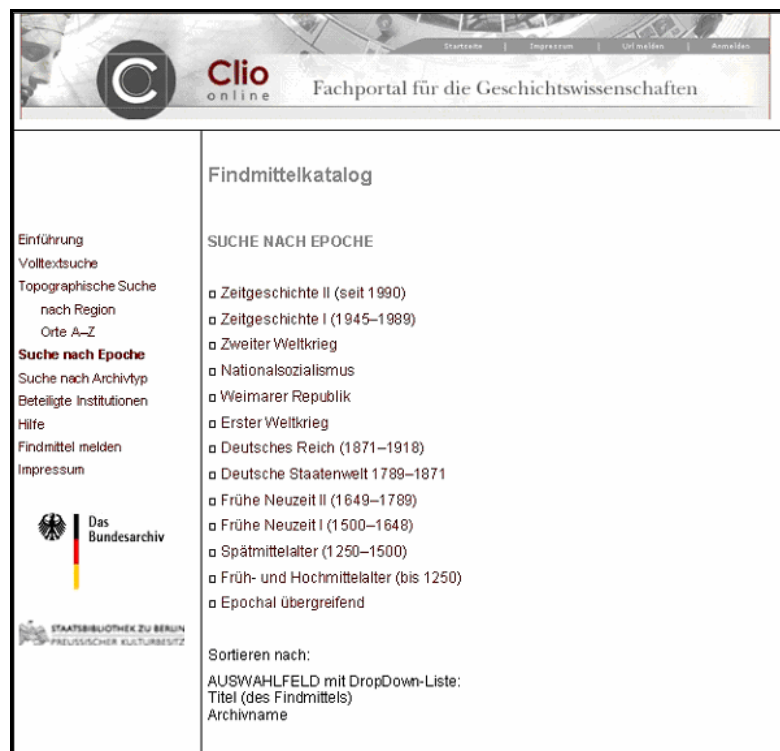 Startseite | Impressum | Url melden | Anmelden
C
Clio
online
Fachportal für die Geschichtswissenschaften
Einführung
Volltextsuche
Topographische Suche
nach Region
Orte A–Z
Suche nach Epoche
Suche nach Archivtyp
Beteiligte Institutionen
Hilfe
Findmittel melden
Impressum
Das
Bundesarchiv
STAATSBIBLIOTHEK ZU BERLIN
PREUSSISCHER KULTURBESITZ
Findmittelkatalog
SUCHE NACH EPOCHE
Zeitgeschichte II (seit 1990)
Zeitgeschichte I (1945–1989)
Zweiter Weltkrieg
Nationalsozialismus
Weimarer Republik
Erster Weltkrieg
Deutsches Reich (1871–1918)
Deutsche Staatenwelt 1789–1871
Frühe Neuzeit II (1649–1789)
Frühe Neuzeit I (1500–1648)
Spätmittelalter (1250–1500)
Früh- und Hochmittelalter (bis 1250)
Epochal übergreifend
Sortieren nach:
AUSWAHLFELD mit DropDown-Liste:
Titel (des Findmittels)
Archivname